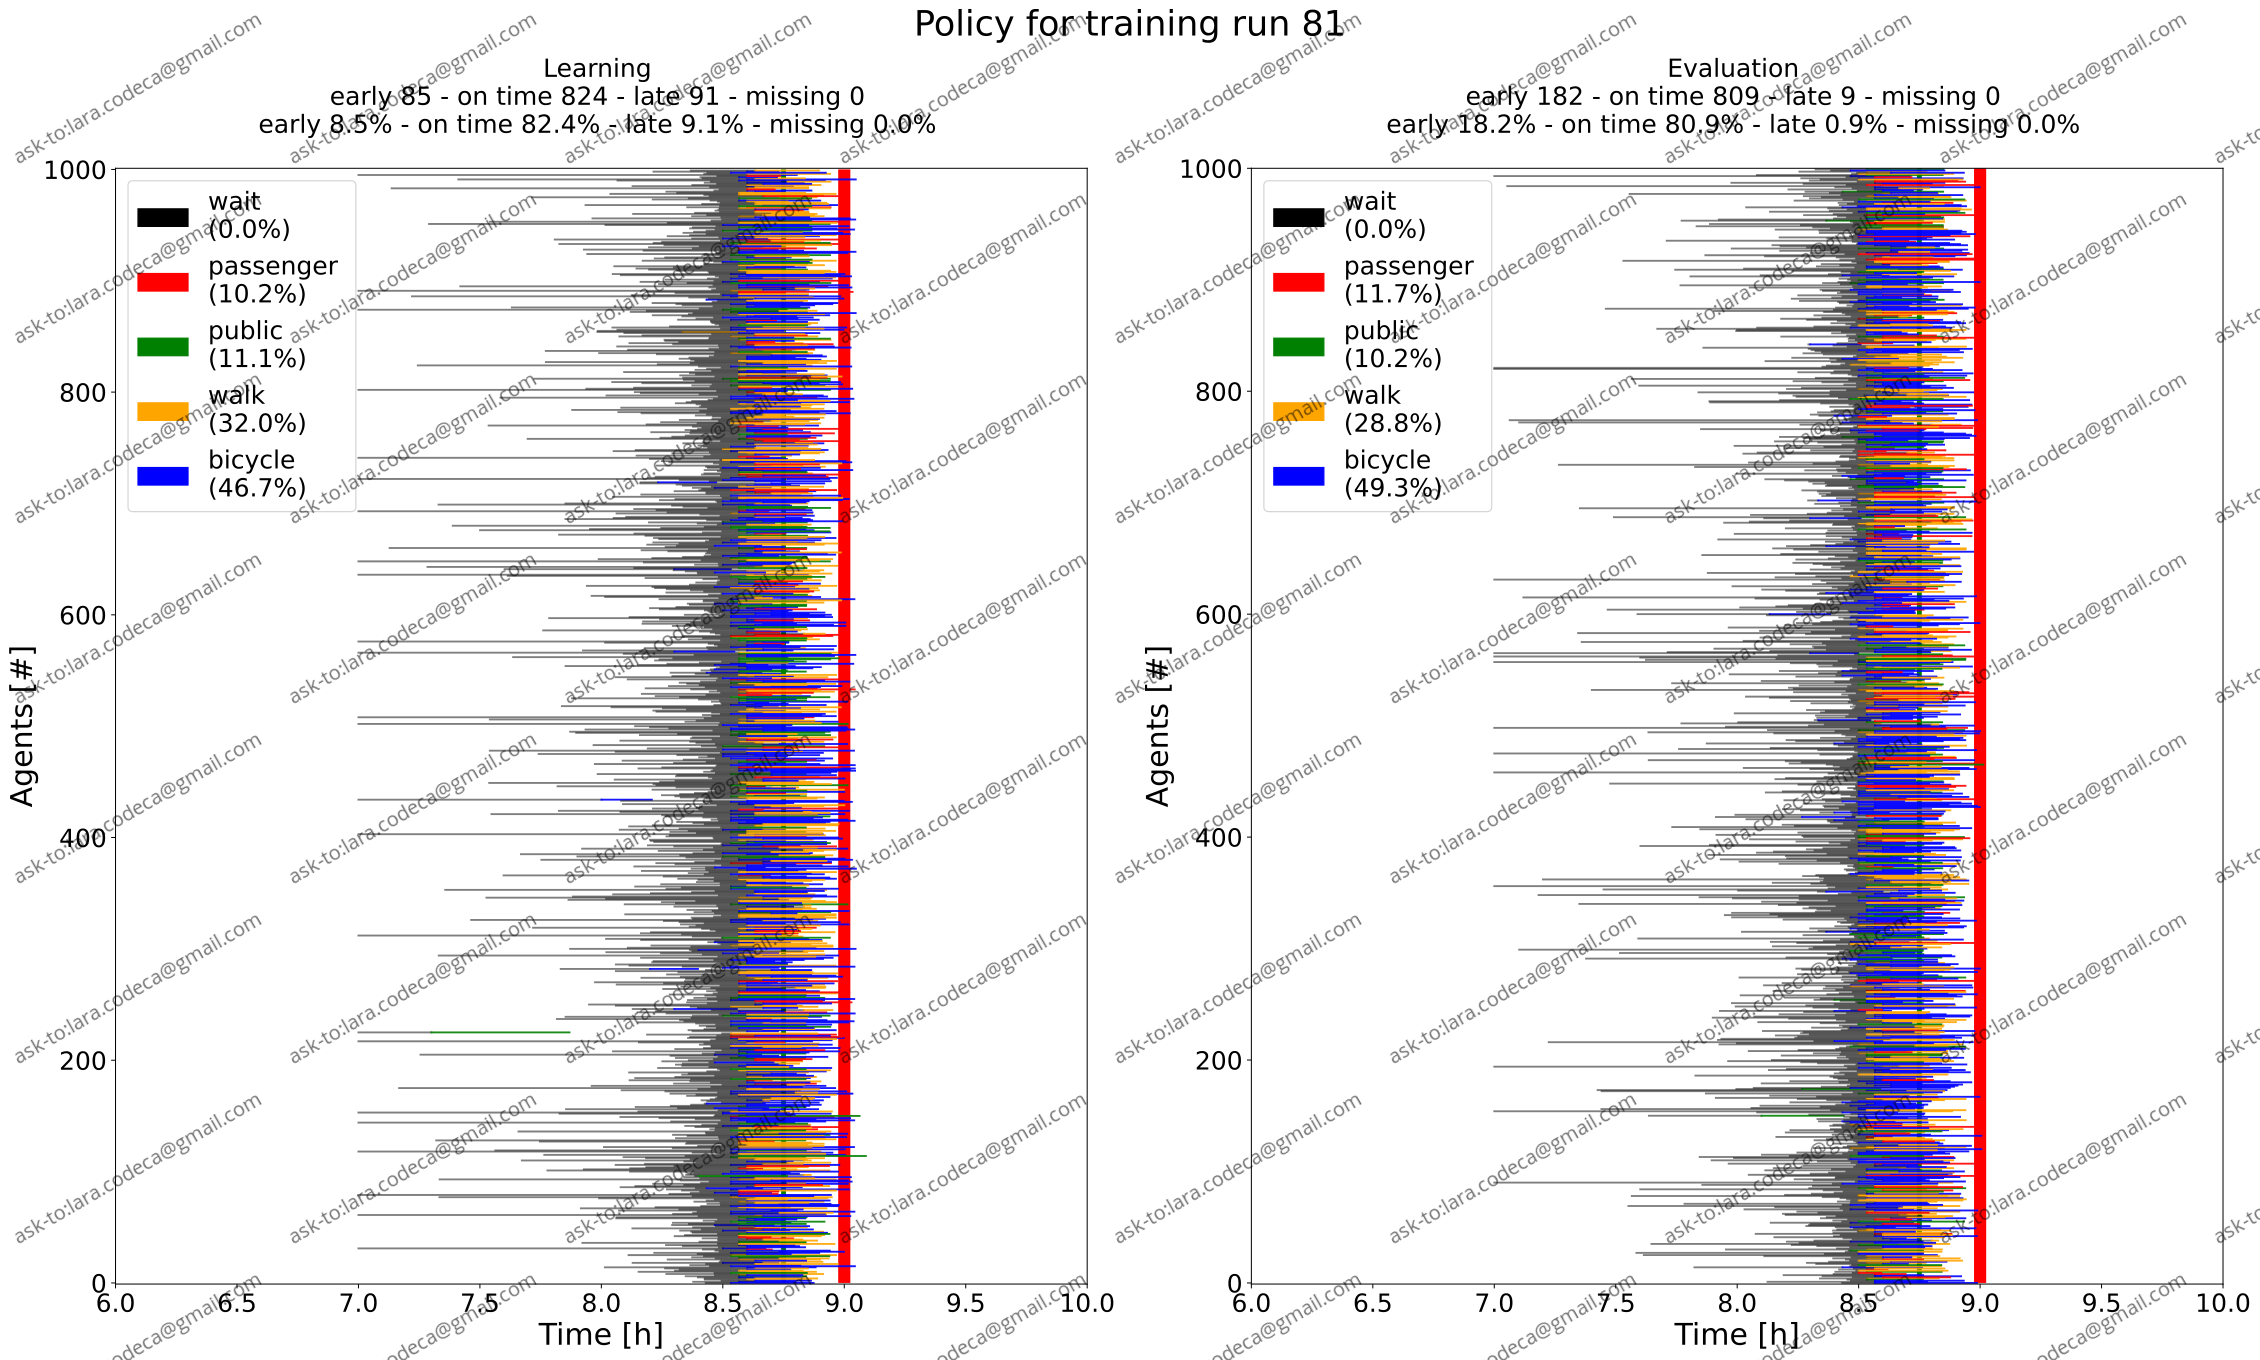 Policy for training run 81
Learning
early 85 - on time 824 - late 91 - missing 0
early 8.5% - on time 82.4% - late 9.1% - missing 0.0%
1000
800
600
400
200
0
Agents [#]
wait
(0.0%)
passenger
(10.2%)
public
(11.1%)
walk
(32.0%)
bicycle
(46.7%)
6.0 6.5 7.0 7.5 8.0 8.5 9.0 9.5 10.0
Time [h]
Evaluation
early 182 - on time 809 - late 9 - missing 0
early 18.2% - on time 80.9% - late 0.9% - missing 0.0%
1000
800
600
400
200
0
Agents [#]
wait
(0.0%)
passenger
(11.7%)
public
(10.2%)
walk
(28.8%)
bicycle
(49.3%)
6.0 6.5 7.0 7.5 8.0 8.5 9.0 9.5 10.0
Time [h]
ask-to:lara.codeca@gmail.com